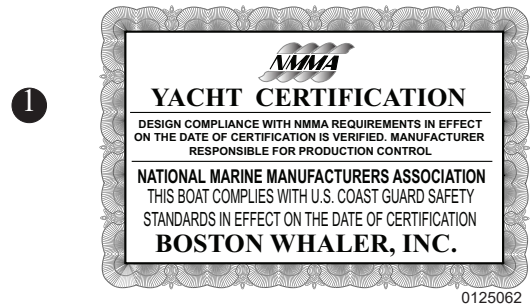 1
NMMA
YACHT CERTIFICATION
DESIGN COMPLIANCE WITH NMMA REQUIREMENTS IN EFFECT
ON THE DATE OF CERTIFICATION IS VERIFIED. MANUFACTURER
RESPONSIBLE FOR PRODUCTION CONTROL
NATIONAL MARINE MANUFACTURERS ASSOCIATION
THIS BOAT COMPLIES WITH U.S. COAST GUARD SAFETY
STANDARDS IN EFFECT ON THE DATE OF CERTIFICATION
BOSTON WHALER, INC.
0125062